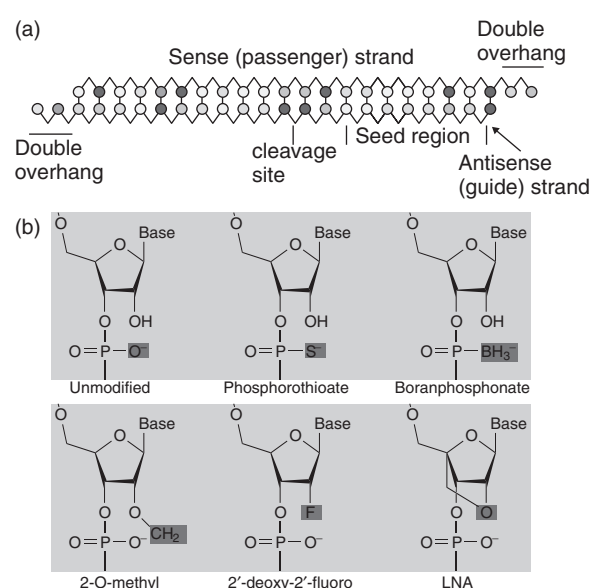 (a)
Double
overhang
Sense (passenger) strand
Double
overhang
cleavage
site
Seed region
Antisense
(guide) strand
(b)
O Base O Base O Base
O O O
O OH O OH O OH
O=P–O⁻ O=P–S⁻ O=P–BH₃⁻
Unmodified Phosphorothioate Boranphosphonate
O Base O Base O Base
O O O
O O O F O O
CH₂
O=P–O⁻ O=P–O⁻ O=P–O⁻
2-O-methyl 2′-deoxy-2′-fluoro LNA